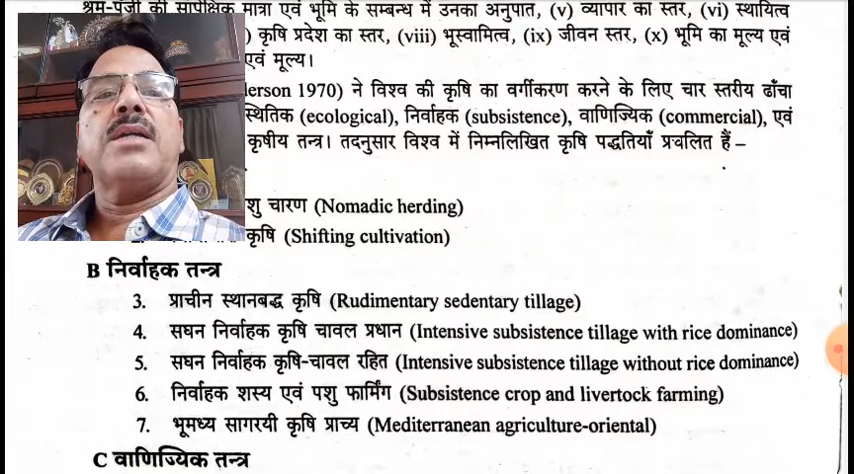 श्रम-पूंजी की सापेक्षिक मात्रा एवं भूमि के सम्बन्ध में उनका अनुपात, (v) व्यापार का स्तर, (vi) स्थायित्व
) कृषि प्रदेश का स्तर, (viii) भूस्वामित्व, (ix) जीवन स्तर, (x) भूमि का मूल्य एवं
एवं मूल्य।
erson 1970) ने विश्व की कृषि का वर्गीकरण करने के लिए चार स्तरीय ढाँचा
स्थितिक (ecological), निर्वाहक (subsistence), वाणिज्यिक (commercial), एवं
कृषीय तन्त्र। तदनुसार विश्व में निम्नलिखित कृषि पद्धतियाँ प्रचलित हैं –
शु चारण (Nomadic herding)
कृषि (Shifting cultivation)
B निर्वाहक तन्त्र
3. प्राचीन स्थानबद्ध कृषि (Rudimentary sedentary tillage)
4. सघन निर्वाहक कृषि चावल प्रधान (Intensive subsistence tillage with rice dominance)
5. सघन निर्वाहक कृषि-चावल रहित (Intensive subsistence tillage without rice dominance)
6. निर्वाहक शस्य एवं पशु फार्मिंग (Subsistence crop and livertock farming)
7. भूमध्य सागरयी कृषि प्राच्य (Mediterranean agriculture-oriental)
C वाणिज्यिक तन्त्र